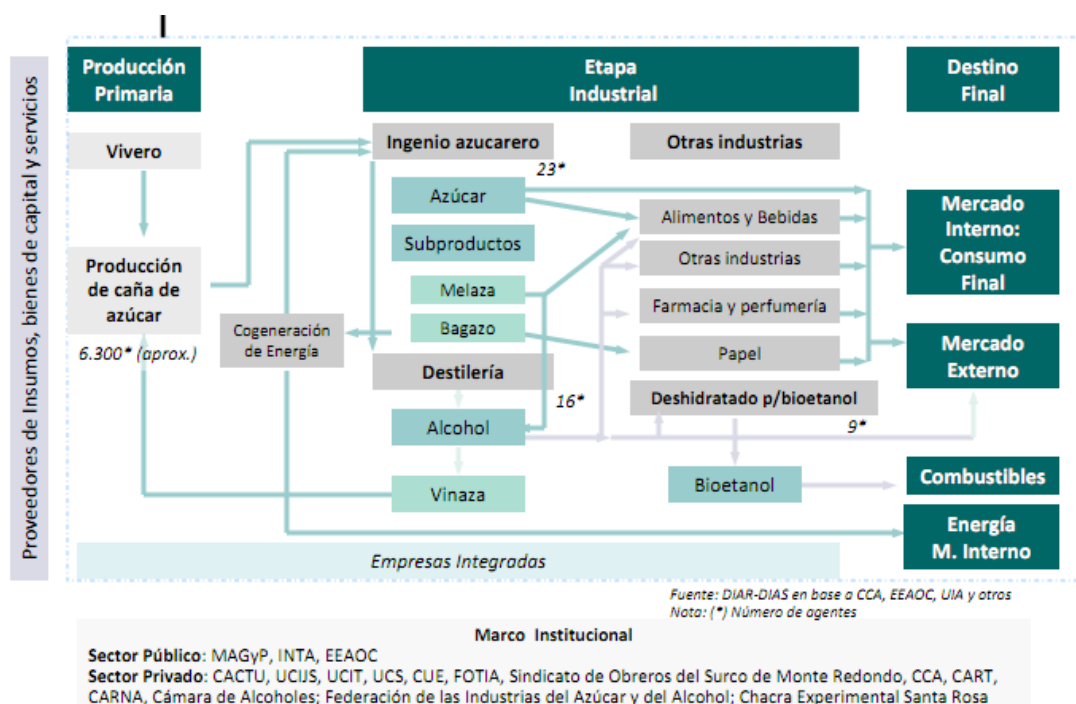 Proveedores de Insumos, bienes de capital y servicios
Producción
Primaria
Etapa
Industrial
Destino
Final
Vivero
Ingenio azucarero
23*
Otras industrias
Azúcar
Alimentos y Bebidas
Mercado
Interno:
Consumo
Final
Subproductos
Otras industrias
Producción
de caña de
azúcar
6.300* (aprox.)
Melaza
Farmacia y perfumería
Cogeneración
de Energía
Bagazo
Papel
Mercado
Externo
Destilería
16*
Deshidratado p/bioetanol
9*
Alcohol
Vinaza
Bioetanol
Combustibles
Energía
M. Interno
Empresas Integradas
Fuente: DIAR-DIAS en base a CCA, EEAOC, UIA y otros
Nota: (*) Número de agentes
Marco Institucional
Sector Público: MAGyP, INTA, EEAOC
Sector Privado: CACTU, UCIJS, UCIT, UCS, CUE, FOTIA, Sindicato de Obreros del Surco de Monte Redondo, CCA, CART,
CARNA, Cámara de Alcoholes; Federación de las Industrias del Azúcar y del Alcohol; Chacra Experimental Santa Rosa